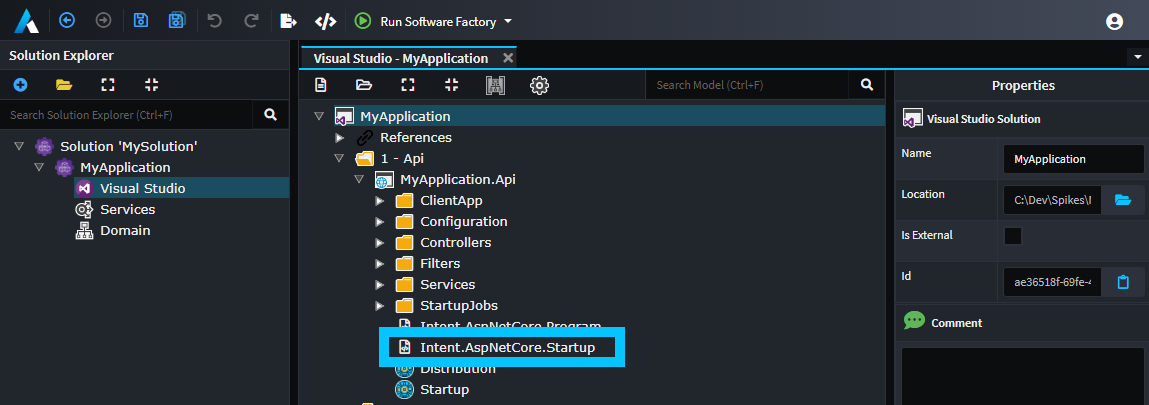 Run Software Factory
Solution Explorer
Search Solution Explorer (Ctrl+F)
Solution 'MySolution'
MyApplication
Visual Studio
Services
Domain
Visual Studio - MyApplication
Search Model (Ctrl+F)
MyApplication
References
1 - Api
MyApplication.Api
ClientApp
Configuration
Controllers
Filters
Services
StartupJobs
Intent.AspNetCore.Program
Intent.AspNetCore.Startup
Distribution
Startup
Properties
Visual Studio Solution
Name
MyApplication
Location
C:\Dev\Spikes\
Is External
Id
ae36518f-69fe-4
Comment